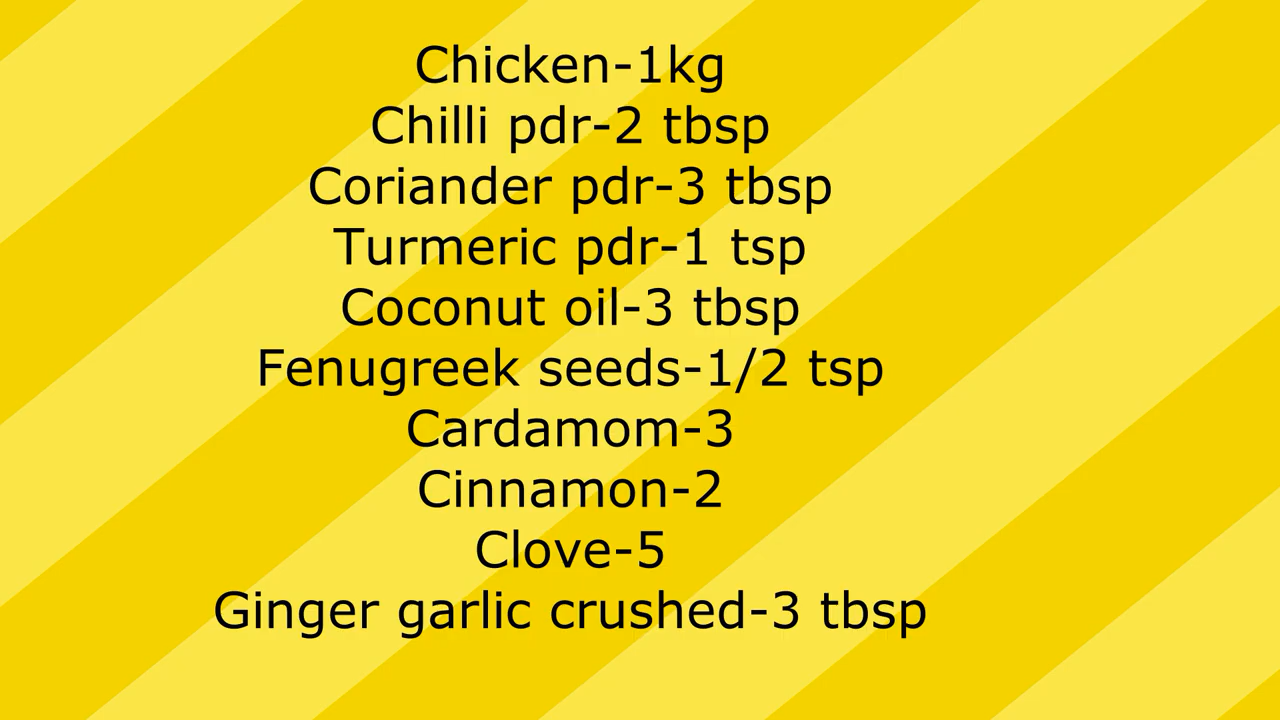 Chicken-1kg
Chilli pdr-2 tbsp
Coriander pdr-3 tbsp
Turmeric pdr-1 tsp
Coconut oil-3 tbsp
Fenugreek seeds-1/2 tsp
Cardamom-3
Cinnamon-2
Clove-5
Ginger garlic crushed-3 tbsp